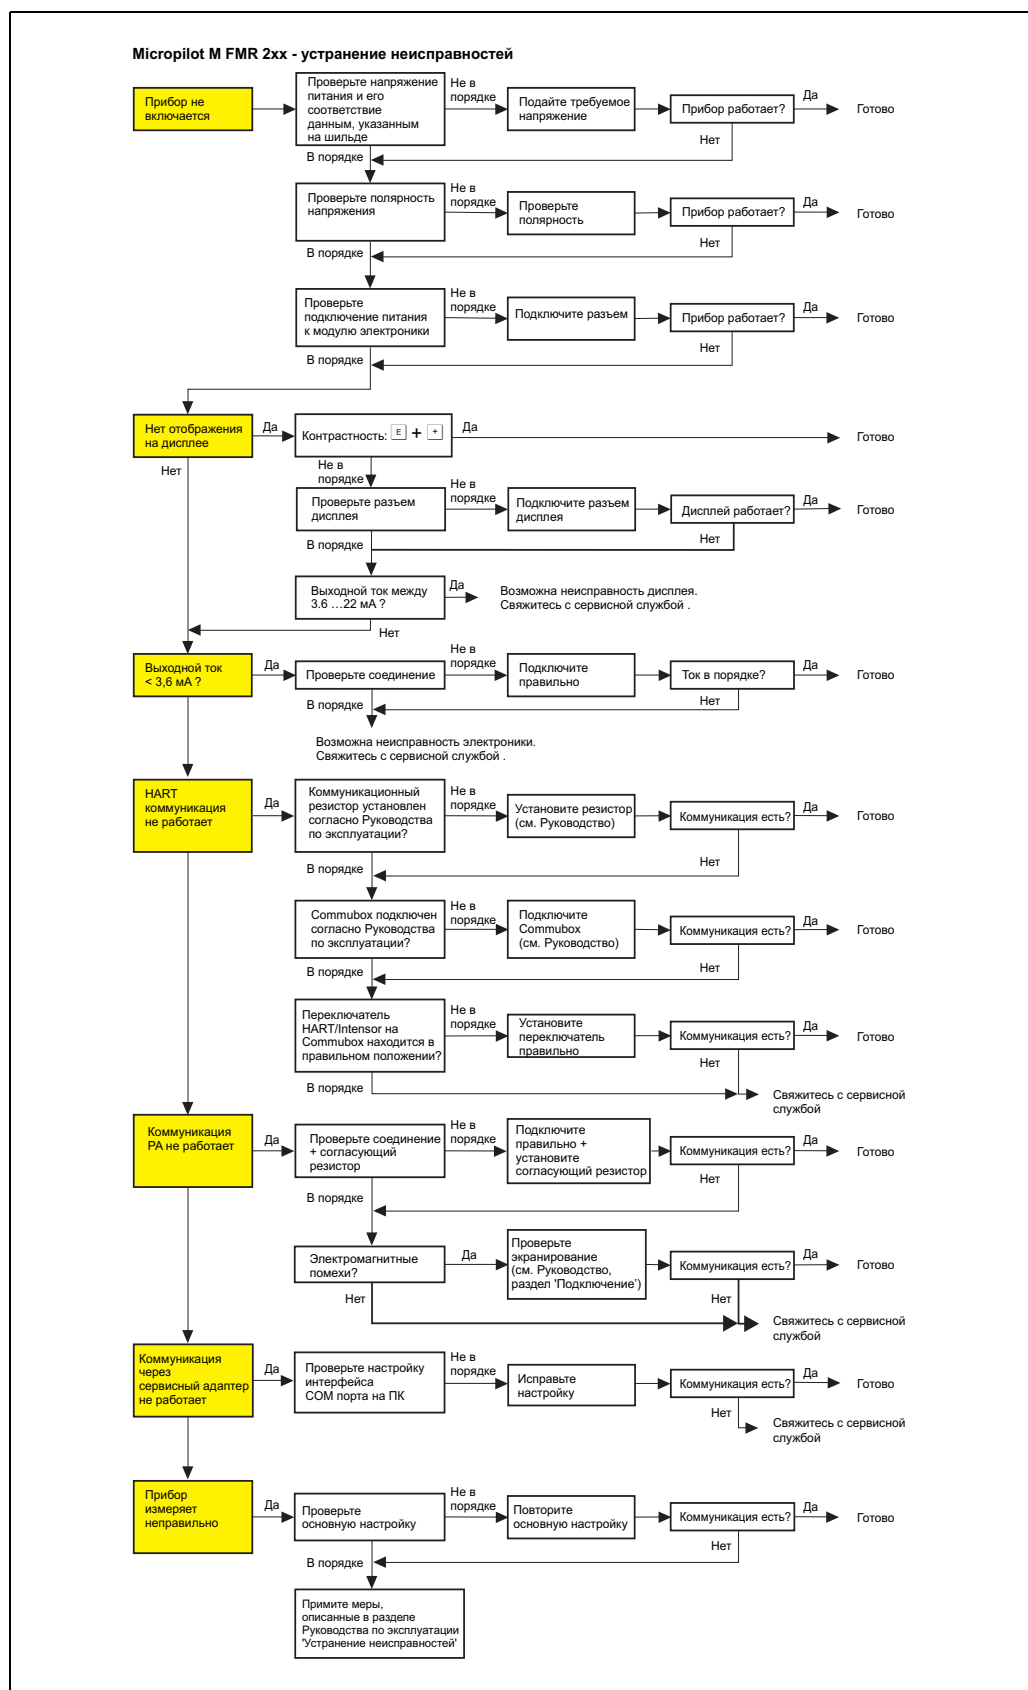 Micropilot M FMR 2xx - устранение неисправностей
Прибор не
включается
Проверьте напряжение
питания и его
соответствие
данным, указанным
на шильде
Не в
порядке
Подайте требуемое
напряжение
Прибор работает?
Да
Готово
Нет
В порядке
Проверьте полярность
напряжения
Не в
порядке
Проверьте
полярность
Прибор работает?
Да
Готово
Нет
В порядке
Проверьте
подключение питания
к модулю электроники
Не в
порядке
Подключите разъем
Прибор работает?
Да
Готово
Нет
В порядке
Нет отображения
на дисплее
Да
Контрастность: E + +
Да
Готово
Нет
Не в
порядке
Проверьте разъем
дисплея
Не в
порядке
Подключите разъем
дисплея
Дисплей работает?
Да
Готово
Нет
В порядке
Выходной ток между
3.6 ...22 мА ?
Да
Возможна неисправность дисплея.
Свяжитесь с сервисной службой .
Нет
Выходной ток
< 3,6 мА ?
Да
Проверьте соединение
Не в
порядке
Подключите
правильно
Ток в порядке?
Да
Готово
Нет
В порядке
Возможна неисправность электроники.
Свяжитесь с сервисной службой .
HART
коммуникация
не работает
Да
Коммуникационный
резистор установлен
согласно Руководства
по эксплуатации?
Не в
порядке
Установите резистор
(см. Руководство)
Коммуникация есть?
Да
Готово
Нет
В порядке
Commubox подключен
согласно Руководства
по эксплуатации?
Не в
порядке
Подключите
Commubox
(см. Руководство)
Коммуникация есть?
Да
Готово
Нет
В порядке
Переключатель
HART/Intensor на
Commubox находится в
правильном положении?
Не в
порядке
Установите
переключатель
правильно
Коммуникация есть?
Да
Готово
Нет
В порядке
Свяжитесь с сервисной
службой
Коммуникация
PA не работает
Да
Проверьте соединение
+ согласующий
резистор
Не в
порядке
Подключите
правильно +
установите
согласующий резистор
Коммуникация есть?
Да
Готово
Нет
В порядке
Электромагнитные
помехи?
Да
Проверьте
экранирование
(см. Руководство,
раздел 'Подключение')
Коммуникация есть?
Да
Готово
Нет
Нет
Свяжитесь с сервисной
службой
Коммуникация
через
сервисный адаптер
не работает
Да
Проверьте настройку
интерфейса
COM порта на ПК
Не в
порядке
Исправьте
настройку
Коммуникация есть?
Да
Готово
Нет
Свяжитесь с сервисной
службой
Прибор
измеряет
неправильно
Да
Проверьте
основную настройку
Не в
порядке
Повторите
основную настройку
Коммуникация есть?
Да
Готово
Нет
В порядке
Примите меры,
описанные в разделе
Руководства по эксплуатации
'Устранение неисправностей'